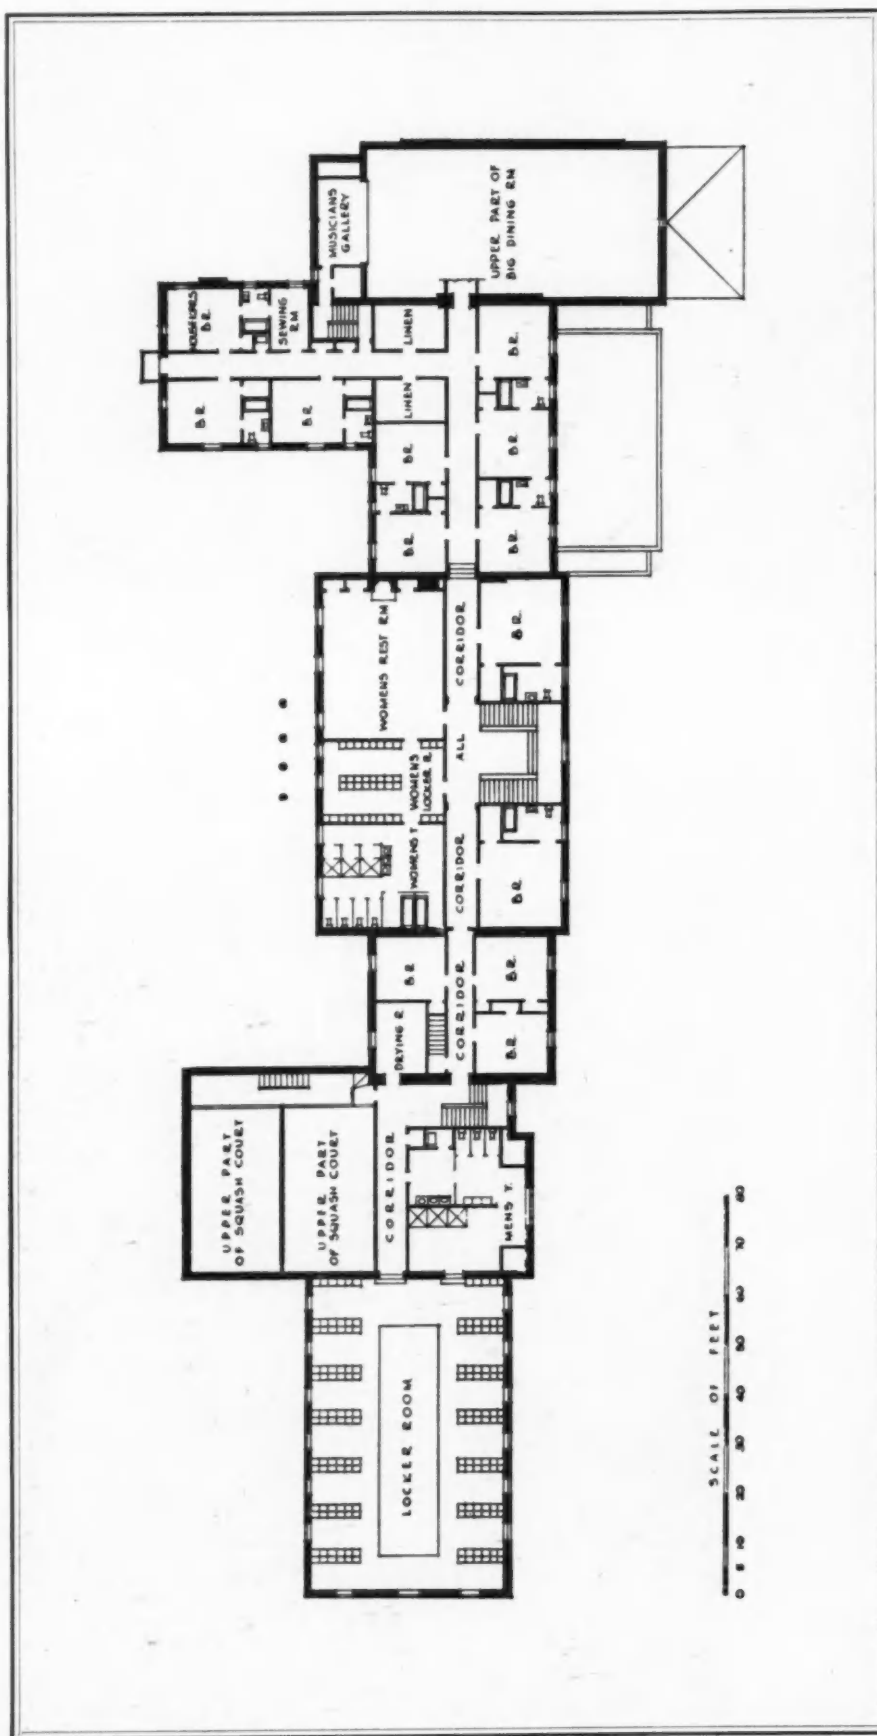 MUSICIANS
GALLERY
UPPER PART OF
BIG DINING RM
B.R.
SEWING
RM
B.R.
B.R.
LINEN
LINEN
B.R.
B.R.
B.R.
B.R.
B.R.
WOMENS REST RM
CORRIDOR
B.R.
WOMENS
LOCKER R.
ALL
WOMENS T.
CORRIDOR
B.R.
B.R.
DRYING R.
CORRIDOR
B.R.
B.R.
UPPER PART
OF SQUASH COURT
UPPER PART
OF SQUASH COURT
CORRIDOR
MENS T.
LOCKER ROOM
SCALE OF FEET
0 5 10 20 30 40 50 60 70 80